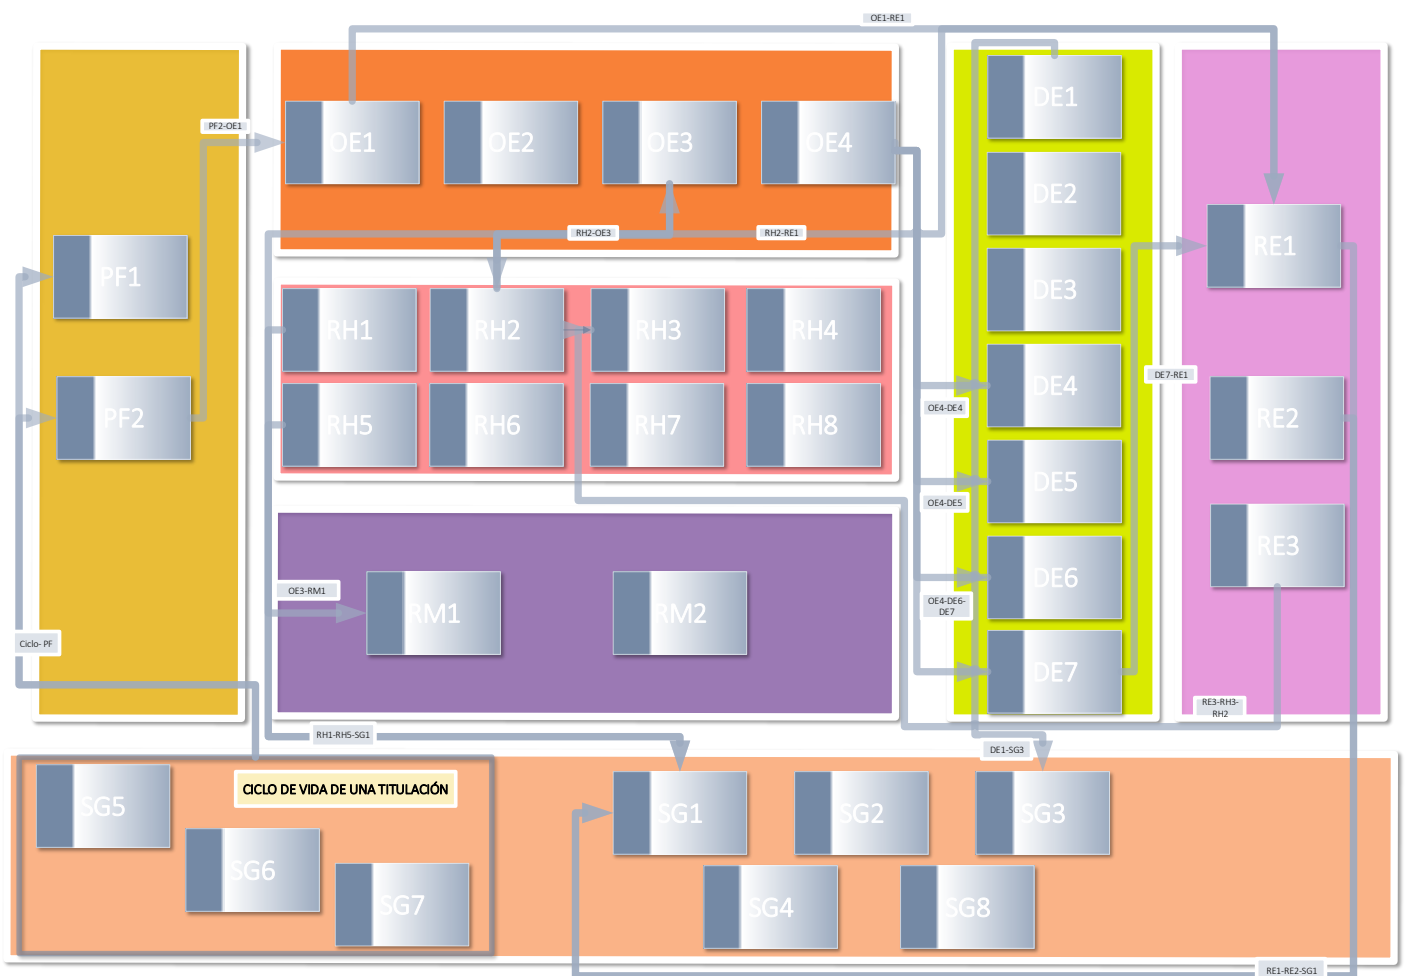 OE1-RE1
PF2-OE1
OE1
OE2
OE3
OE4
DE1
DE2
DE3
DE4
DE5
DE6
DE7
RH2-OE3
RH2-RE1
PF1
PF2
RH1
RH2
RH3
RH4
RH5
RH6
RH7
RH8
RE1
RE2
RE3
DE7-RE1
OE4-DE4
OE4-DE5
OE4-DE6-
DE7
OE3-RM1
RM1
RM2
Ciclo- PF
RE3-RH3-
RH2
RH1-RH5-SG1
DE1-SG3
CICLO DE VIDA DE UNA TITULACIÓN
SG5
SG6
SG7
SG1
SG2
SG3
SG4
SG8
RE1-RE2-SG1